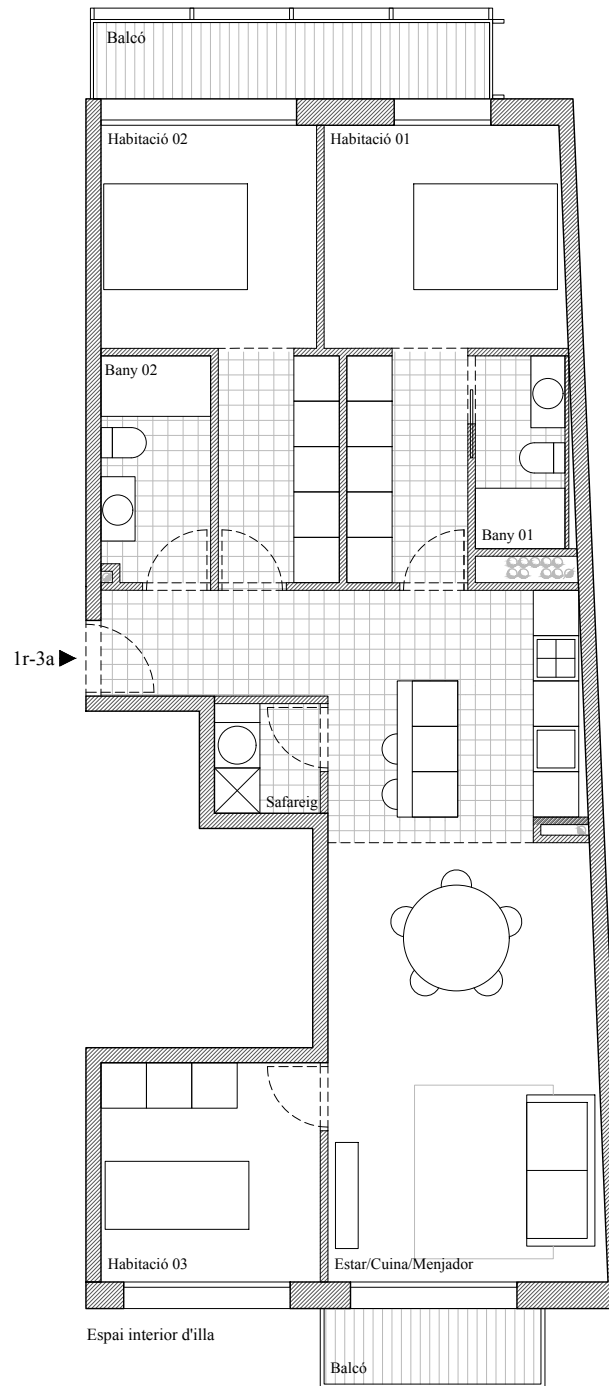 Balcó
Habitació 02
Habitació 01
Bany 02
Bany 01
1r-3a
Safareig
Habitació 03
Estar/Cuina/Menjador
Espai interior d'illa
Balcó